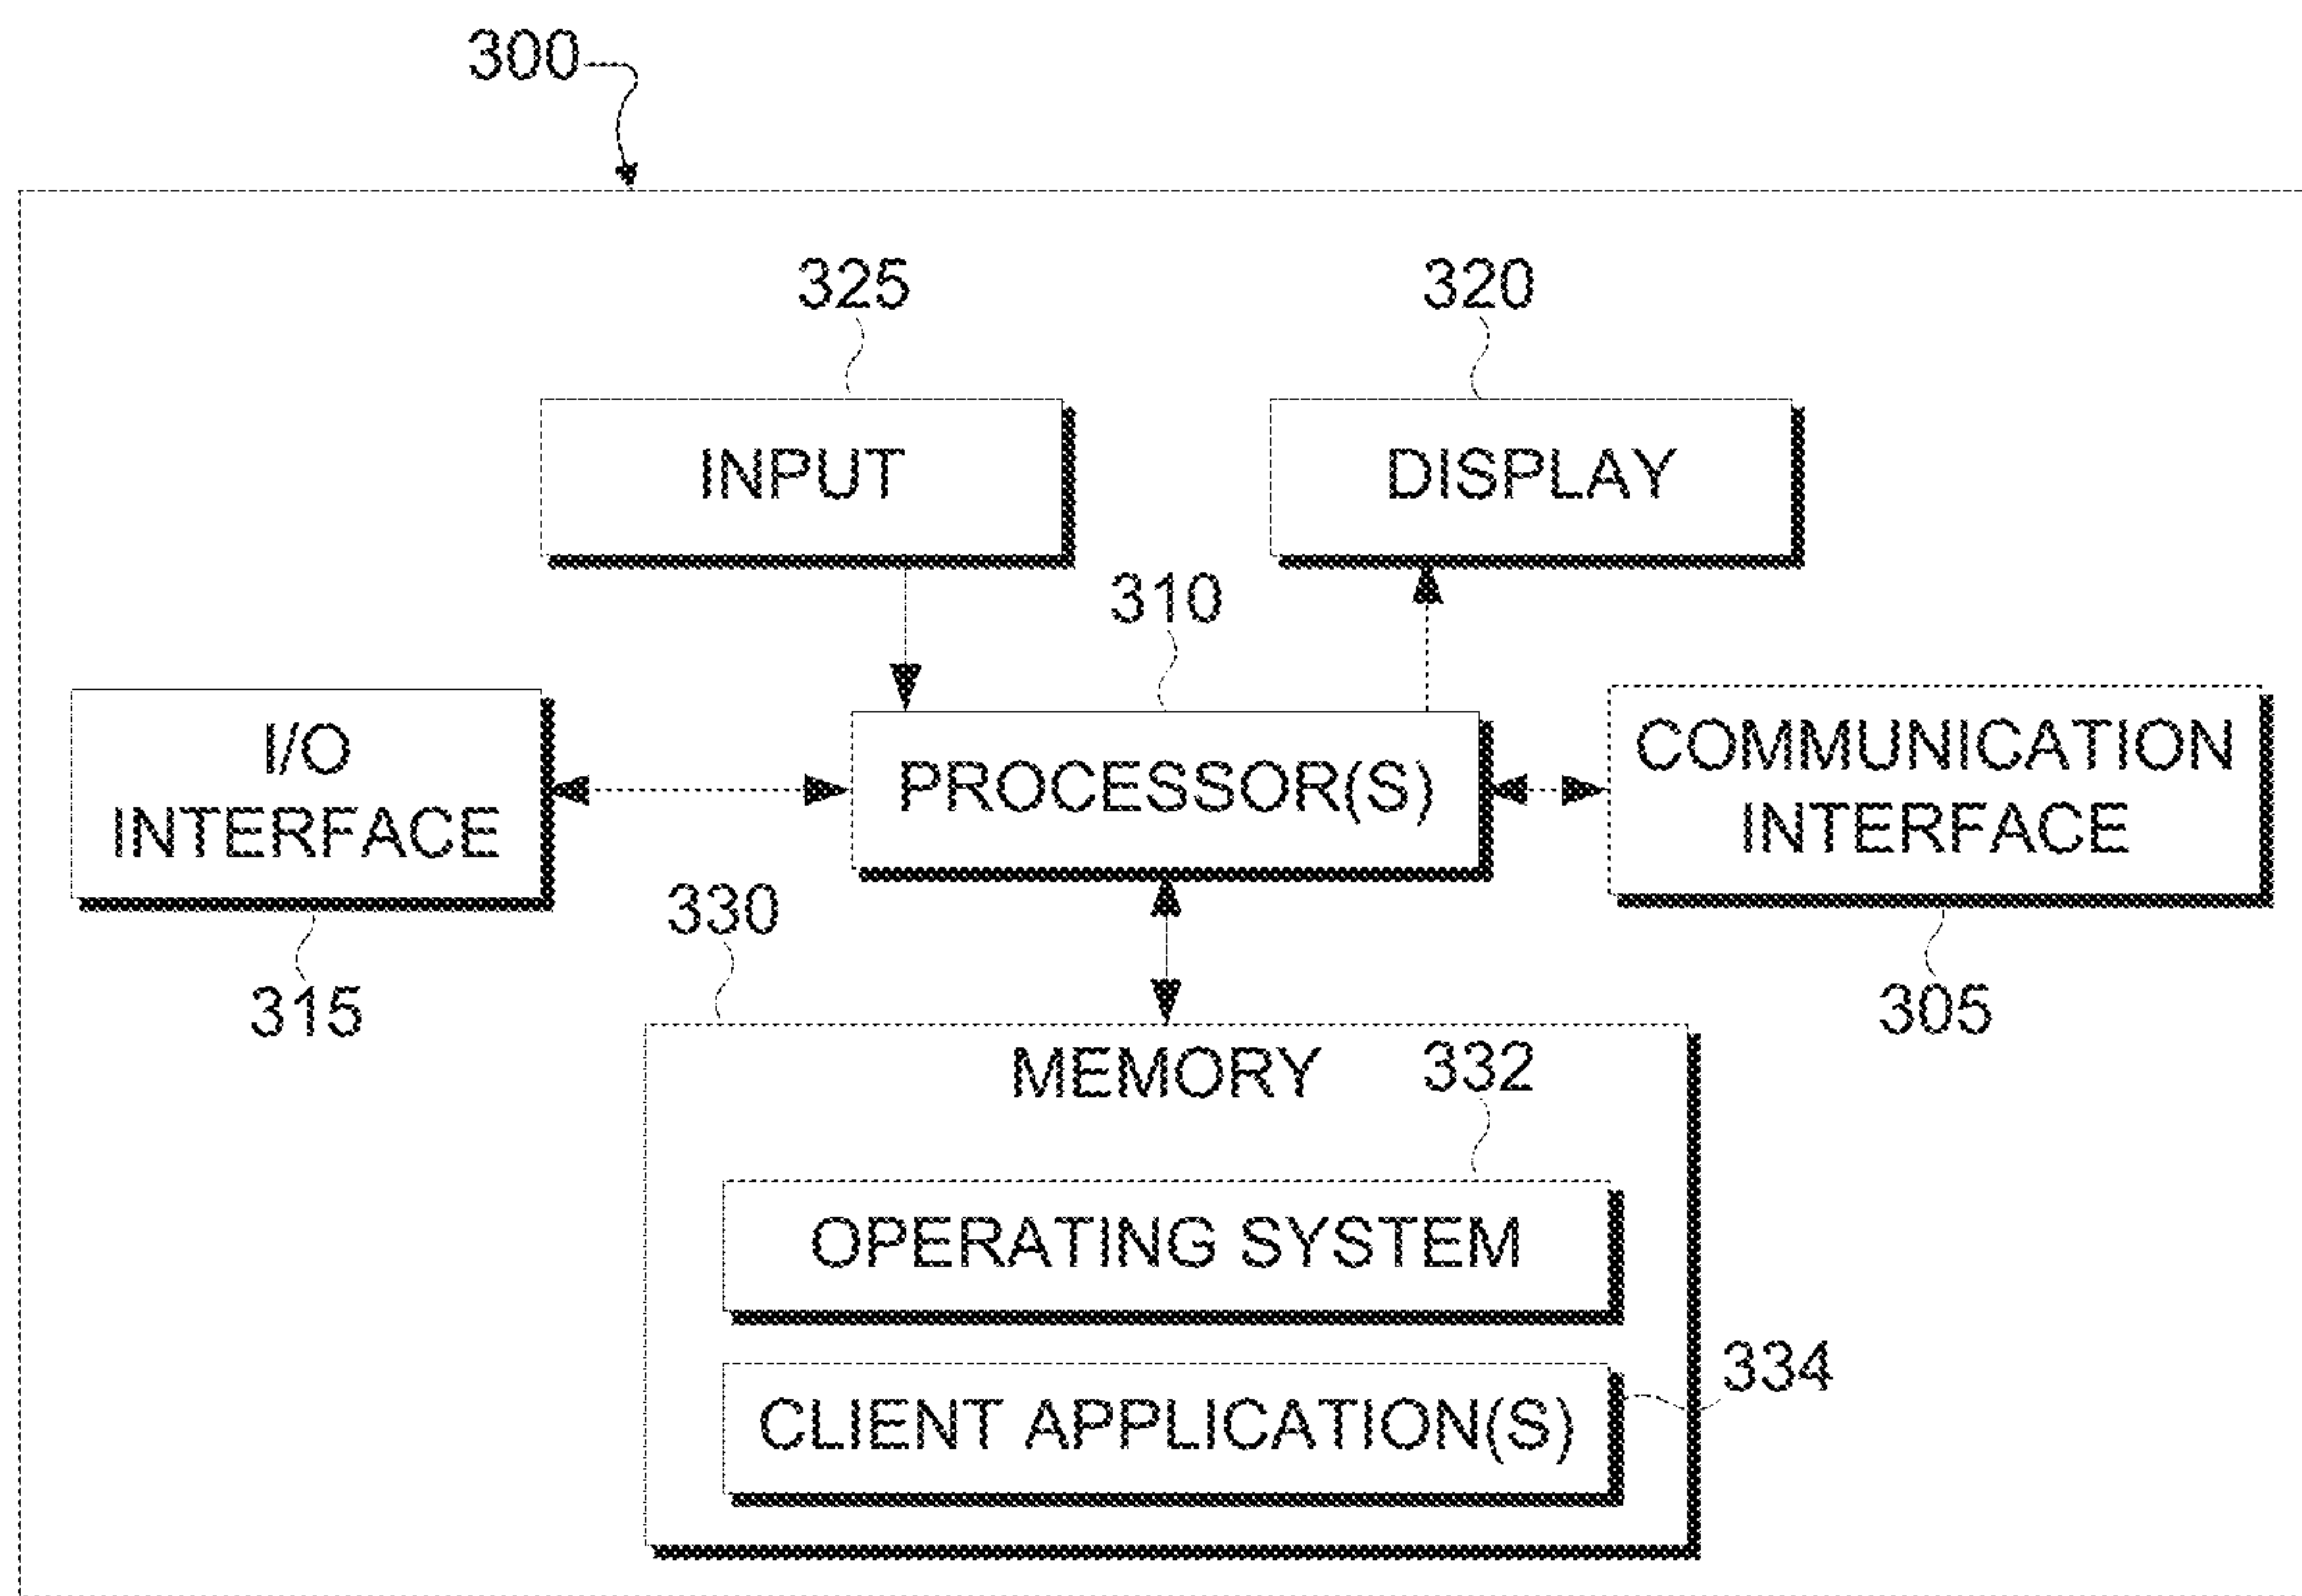 300
325
320
INPUT
DISPLAY
310
I/O
INTERFACE
PROCESSOR(S)
COMMUNICATION
INTERFACE
330
315
305
MEMORY
332
OPERATING SYSTEM
334
CLIENT APPLICATION(S)